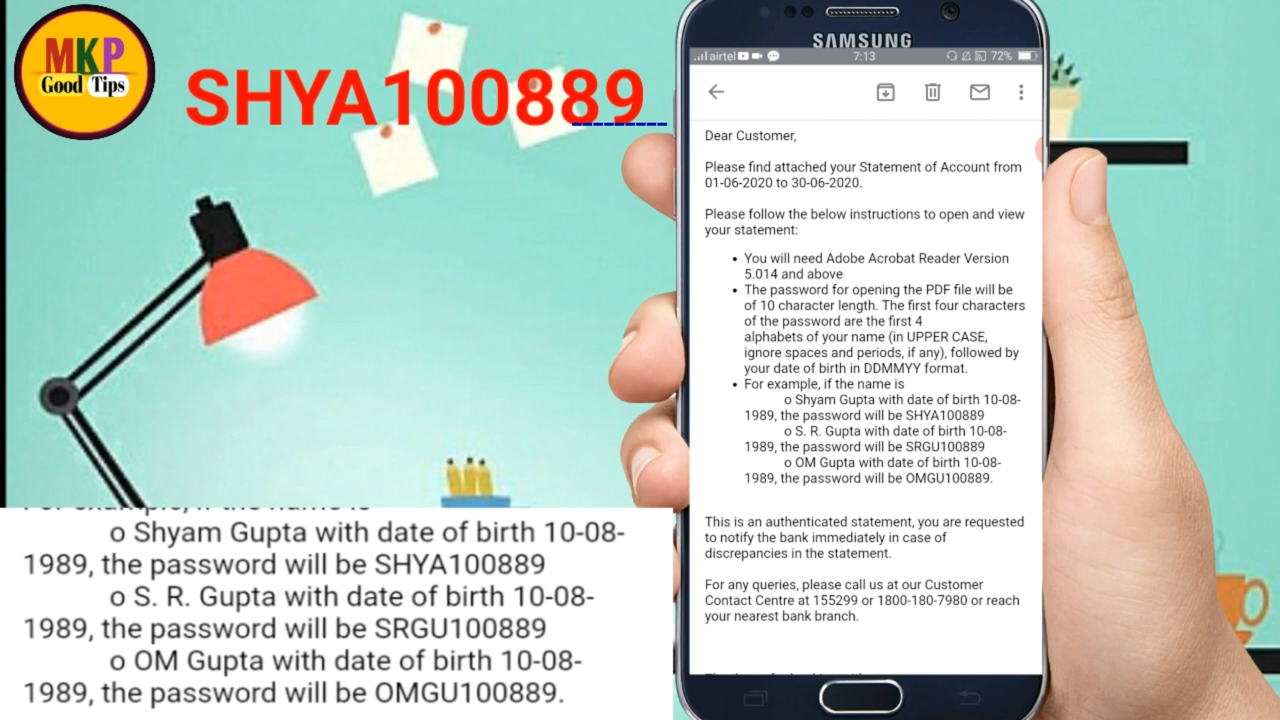 MKP
Good Tips
SHYA100889
SAMSUNG
airtel
7:13
72%
Dear Customer,
Please find attached your Statement of Account from
01-06-2020 to 30-06-2020.
Please follow the below instructions to open and view
your statement:
• You will need Adobe Acrobat Reader Version
5.014 and above
• The password for opening the PDF file will be
of 10 character length. The first four characters
of the password are the first 4
alphabets of your name (in UPPER CASE,
ignore spaces and periods, if any), followed by
your date of birth in DDMMYY format.
• For example, if the name is
o Shyam Gupta with date of birth 10-08-
1989, the password will be SHYA100889
o S. R. Gupta with date of birth 10-08-
1989, the password will be SRGU100889
o OM Gupta with date of birth 10-08-
1989, the password will be OMGU100889.
This is an authenticated statement, you are requested
to notify the bank immediately in case of
discrepancies in the statement.
For any queries, please call us at our Customer
Contact Centre at 155299 or 1800-180-7980 or reach
your nearest bank branch.
o Shyam Gupta with date of birth 10-08-
1989, the password will be SHYA100889
o S. R. Gupta with date of birth 10-08-
1989, the password will be SRGU100889
o OM Gupta with date of birth 10-08-
1989, the password will be OMGU100889.